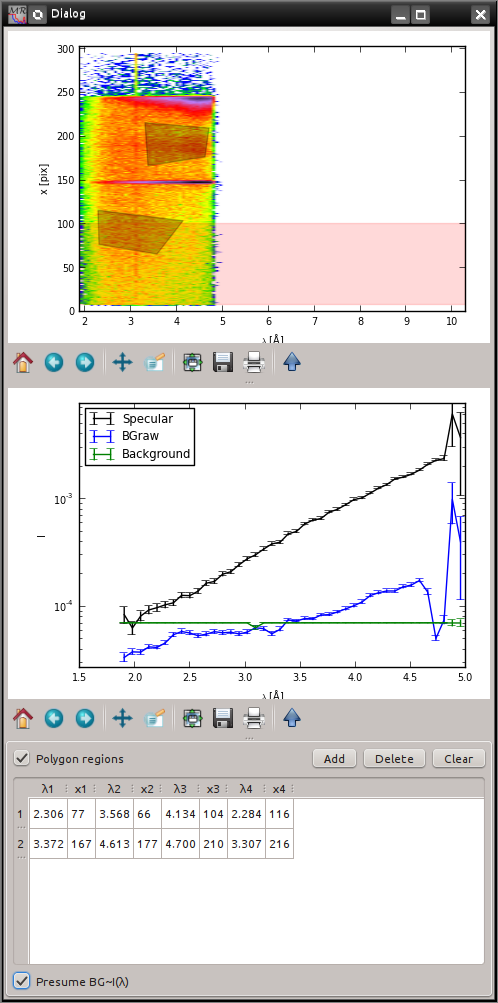 Dialog
300
250
200
150
100
50
0
x [pix]
2 3 4 5 6 7 8 9 10
λ [Å]
Specular
BGraw
Background
10⁻³
10⁻⁴
I
1.5 2.0 2.5 3.0 3.5 4.0 4.5 5.0
λ [Å]
Polygon regions Add Delete Clear
λ1 x1 λ2 x2 λ3 x3 λ4 x4
1 2.306 77 3.568 66 4.134 104 2.284 116
2 3.372 167 4.613 177 4.700 210 3.307 216
Presume BG~I(λ)